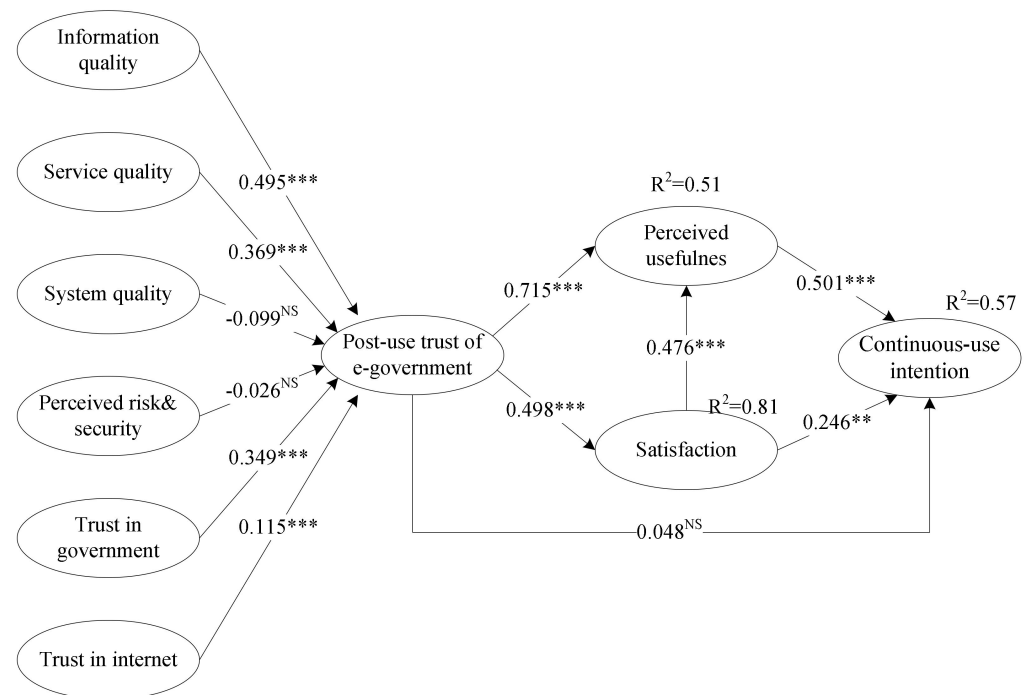 Information
quality
Service quality
System quality
Perceived risk&
security
Trust in
government
Trust in internet
0.495***
0.369***
-0.099NS
-0.026NS
0.349***
0.115***
Post-use trust of
e-government
0.715***
0.498***
R2=0.51
Perceived
usefulnes
0.476***
R2=0.81
Satisfaction
0.501***
0.246**
0.048NS
R2=0.57
Continuous-use
intention